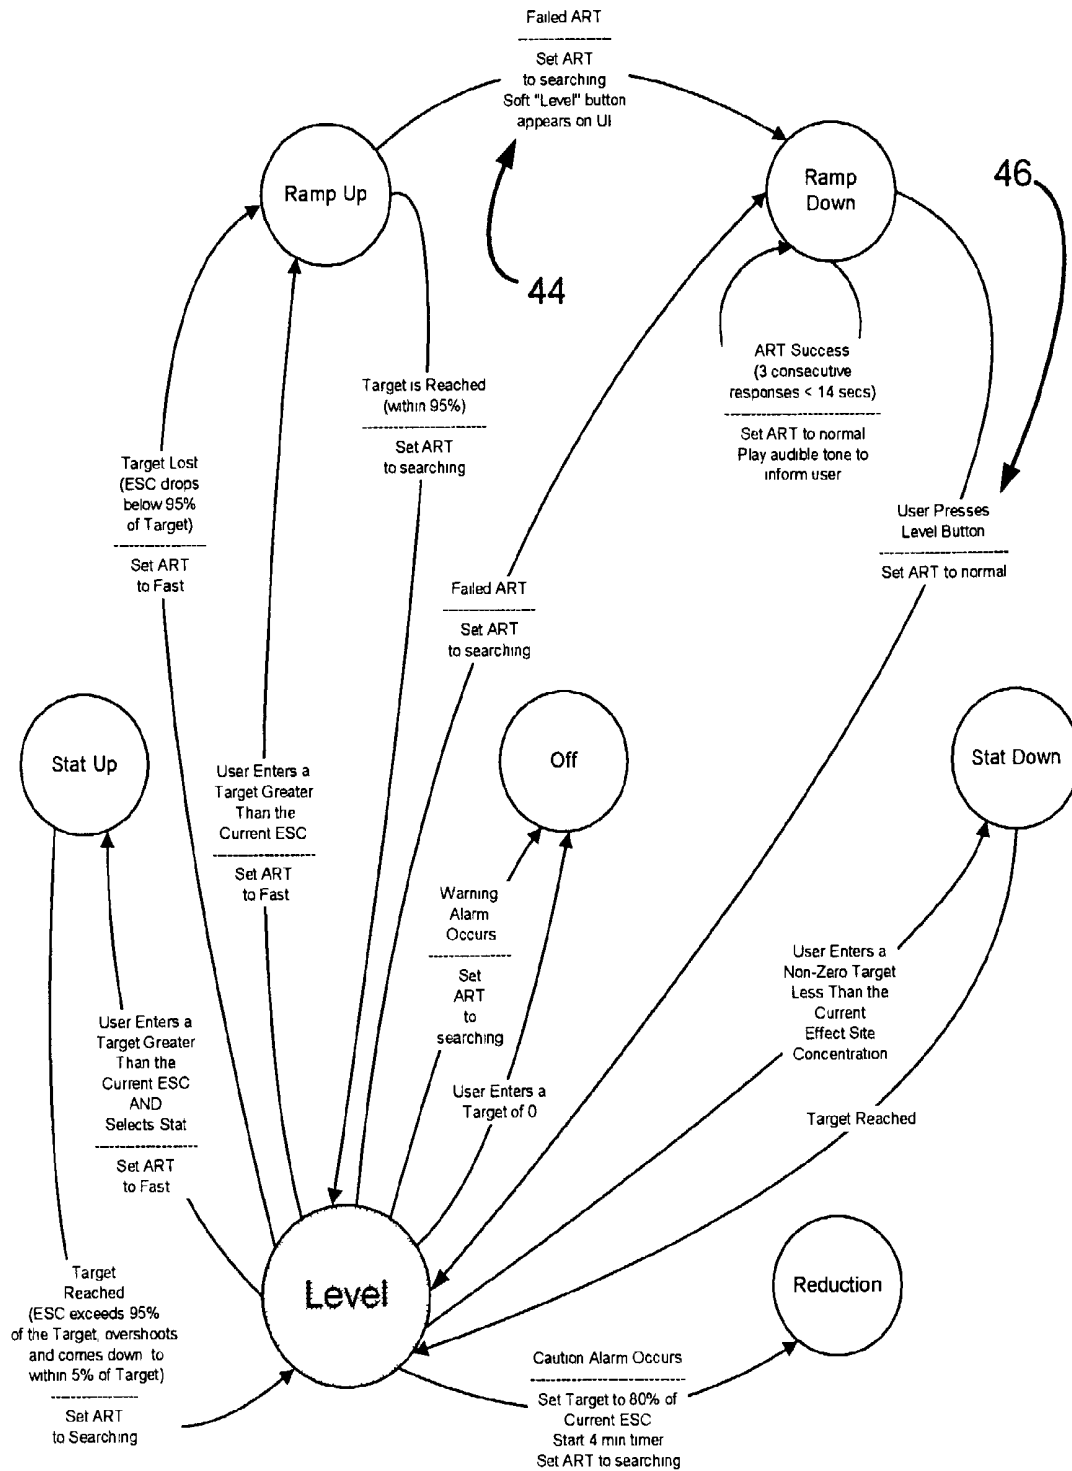 Failed ART
Set ART
to searching
Soft "Level" button
appears on UI
Ramp Up
Ramp
Down
46
44
ART Success
(3 consecutive
responses < 14 secs)
Set ART to normal
Play audible tone to
inform user
Target is Reached
(within 95%)
Set ART
to searching
Target Lost
(ESC drops
below 95%
of Target)
Set ART
to Fast
User Presses
Level Button
Set ART to normal
Failed ART
Set ART
to searching
Stat Up
Off
Stat Down
User Enters a
Target Greater
Than the
Current ESC
Set ART
to Fast
Warning
Alarm
Occurs
Set
ART
to
searching
User Enters a
Non-Zero Target
Less Than the
Current
Effect Site
Concentration
User Enters a
Target Greater
Than the
Current ESC
AND
Selects Stat
Set ART
to Fast
User Enters a
Target of 0
Target Reached
Target
Reached
(ESC exceeds 95%
of the Target, overshoots
and comes down to
within 5% of Target)
Set ART
to Searching
Level
Reduction
Caution Alarm Occurs
Set Target to 80% of
Current ESC
Start 4 min timer
Set ART to searching